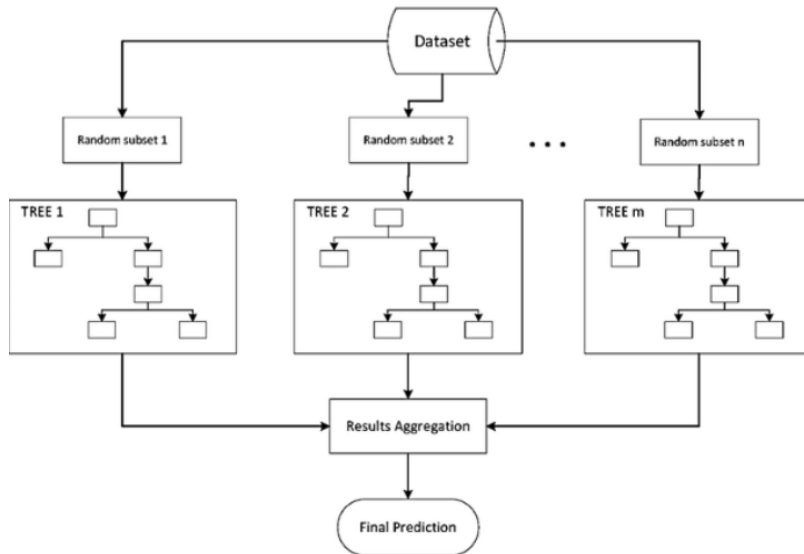 Dataset
Random subset 1
Random subset 2
• • •
Random subset n
TREE 1
TREE 2
TREE m
Results Aggregation
Final Prediction